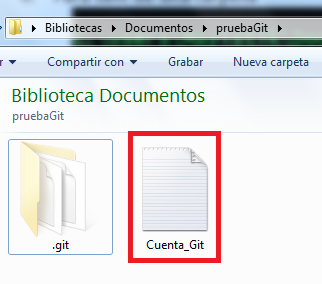 Bibliotecas Documentos pruebaGit
Compartir con Grabar Nueva carpeta
Biblioteca Documentos
pruebaGit
.git Cuenta_Git